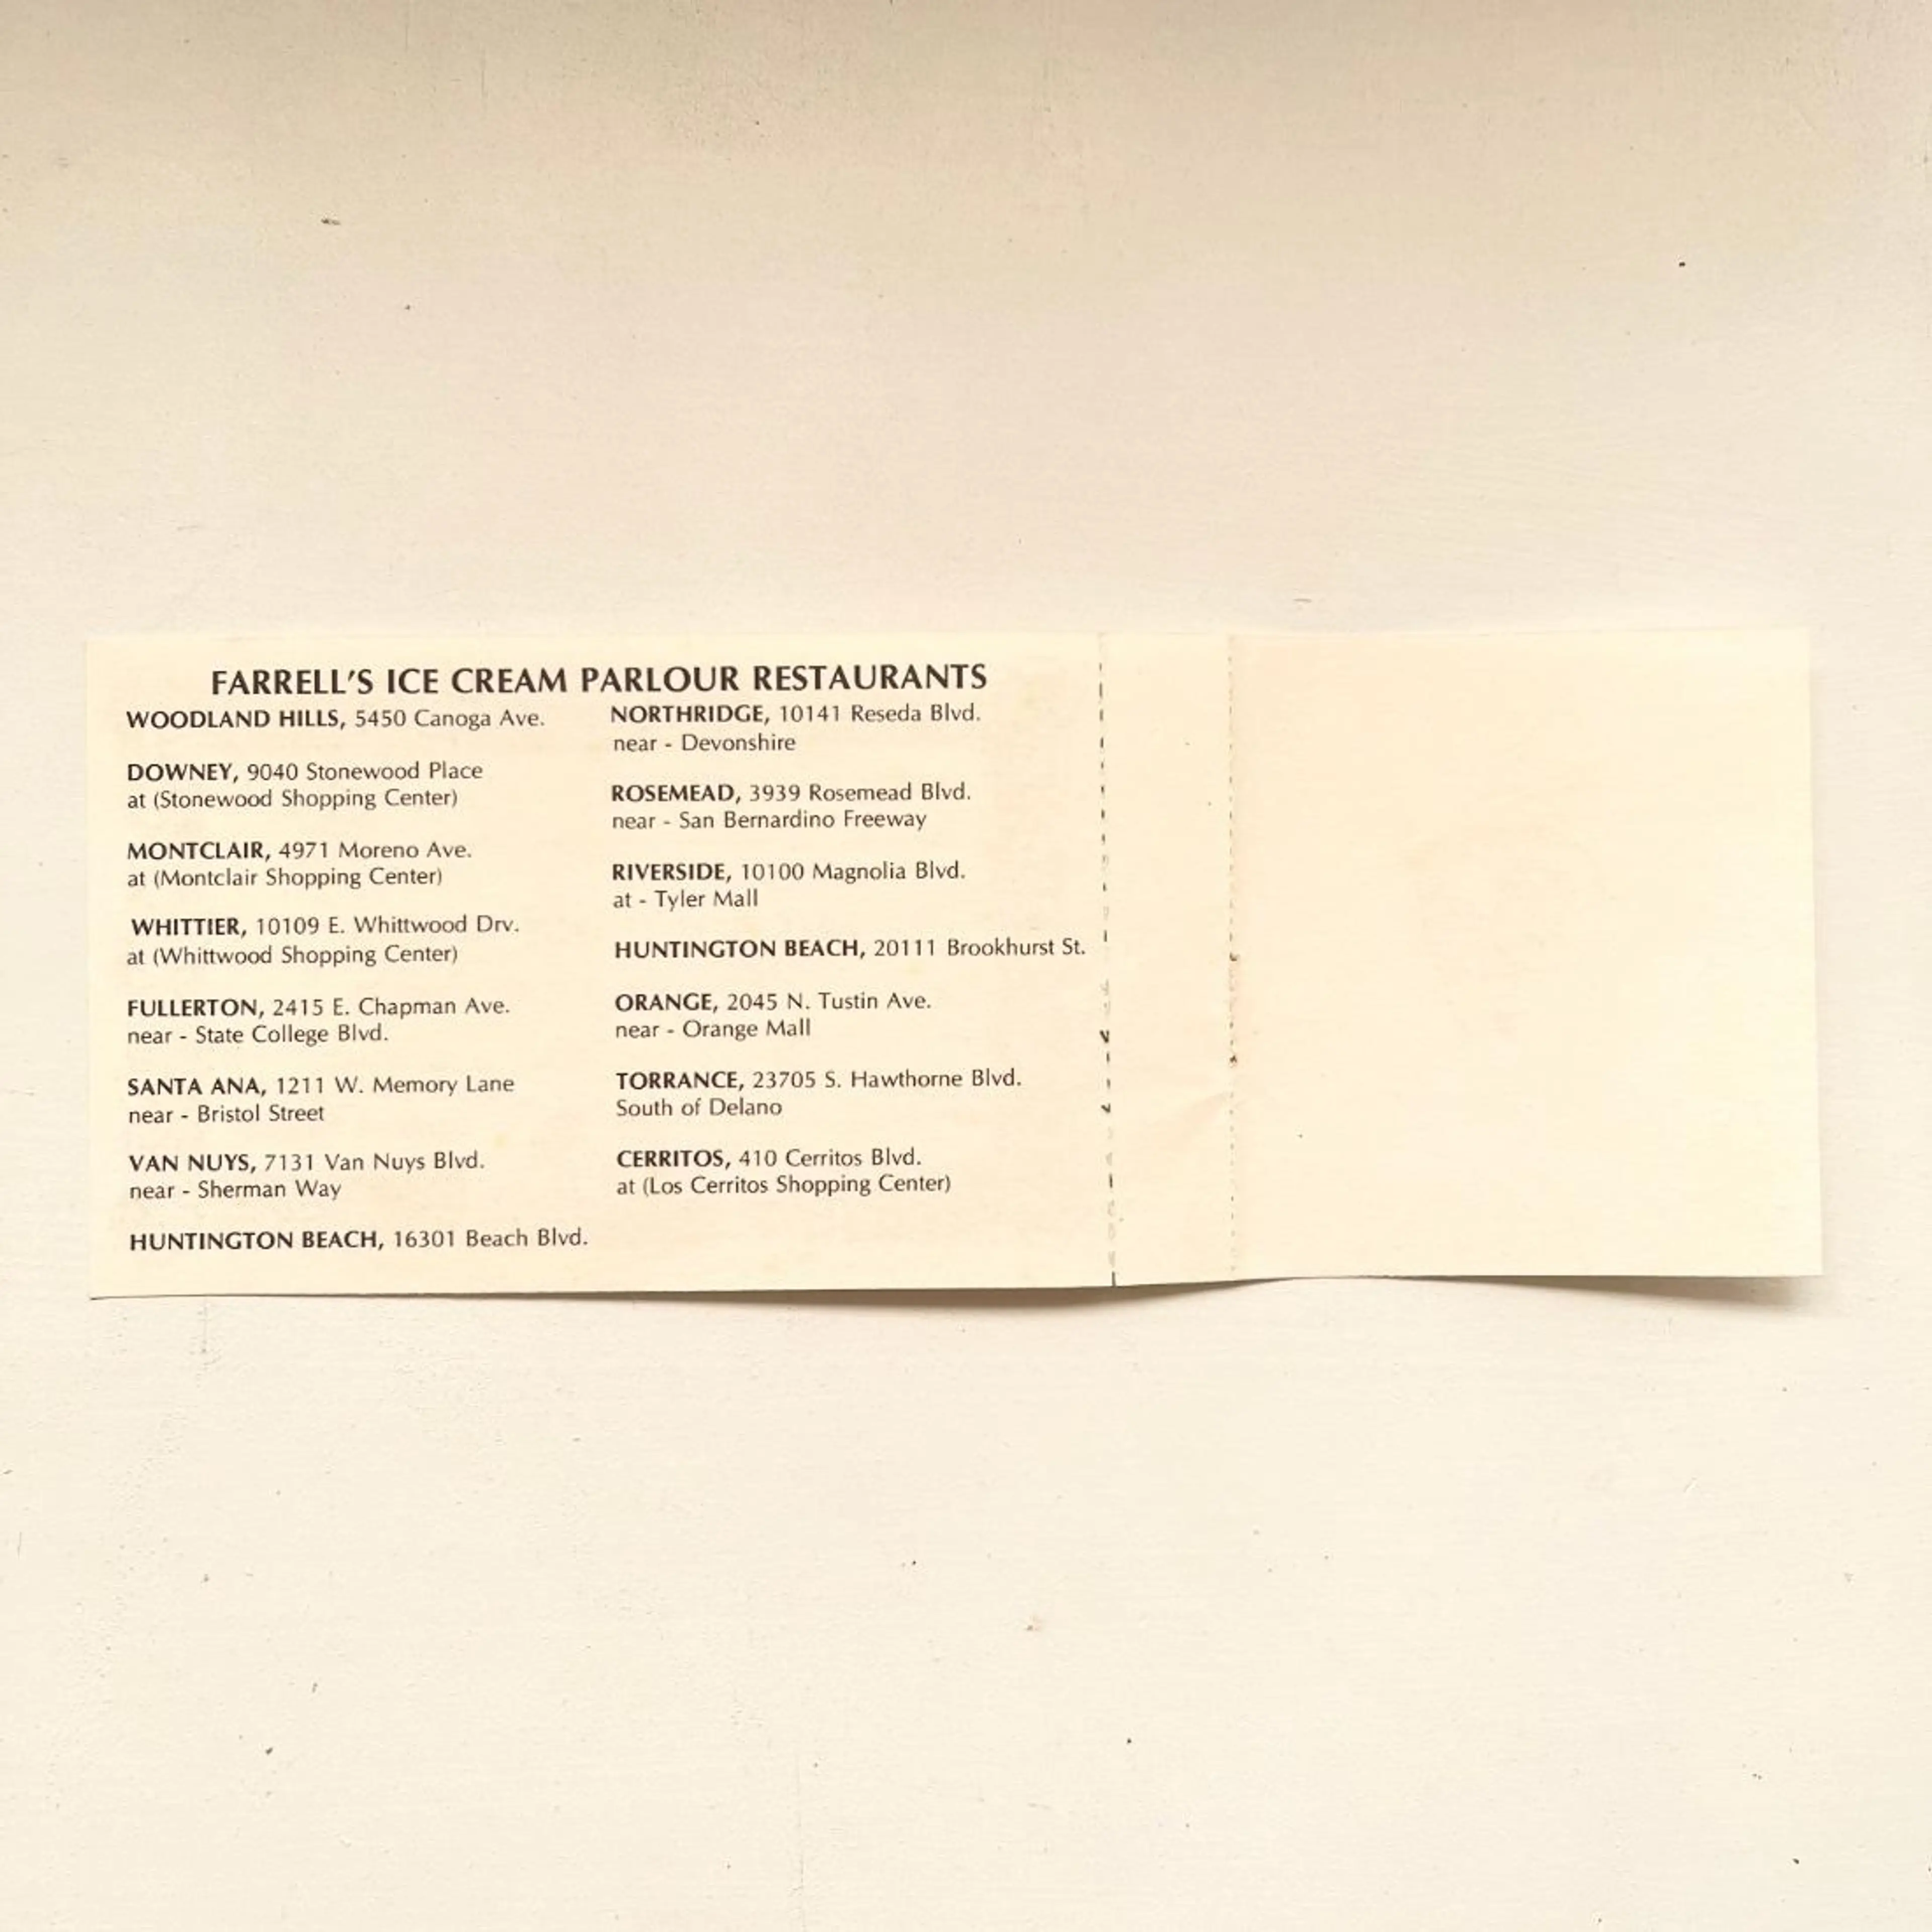 FARRELL'S ICE CREAM PARLOUR RESTAURANTS
WOODLAND HILLS, 5450 Canoga Ave.
DOWNEY, 9040 Stonewood Place
at (Stonewood Shopping Center)
MONTCLAIR, 4971 Moreno Ave.
at (Montclair Shopping Center)
WHITTIER, 10109 E. Whittwood Drv.
at (Whittwood Shopping Center)
FULLERTON, 2415 E. Chapman Ave.
near - State College Blvd.
SANTA ANA, 1211 W. Memory Lane
near - Bristol Street
VAN NUYS, 7131 Van Nuys Blvd.
near - Sherman Way
HUNTINGTON BEACH, 16301 Beach Blvd.
NORTHRIDGE, 10141 Reseda Blvd.
near - Devonshire
ROSEMEAD, 3939 Rosemead Blvd.
near - San Bernardino Freeway
RIVERSIDE, 10100 Magnolia Blvd.
at - Tyler Mall
HUNTINGTON BEACH, 20111 Brookhurst St.
ORANGE, 2045 N. Tustin Ave.
near - Orange Mall
TORRANCE, 23705 S. Hawthorne Blvd.
South of Delano
CERRITOS, 410 Cerritos Blvd.
at (Los Cerritos Shopping Center)